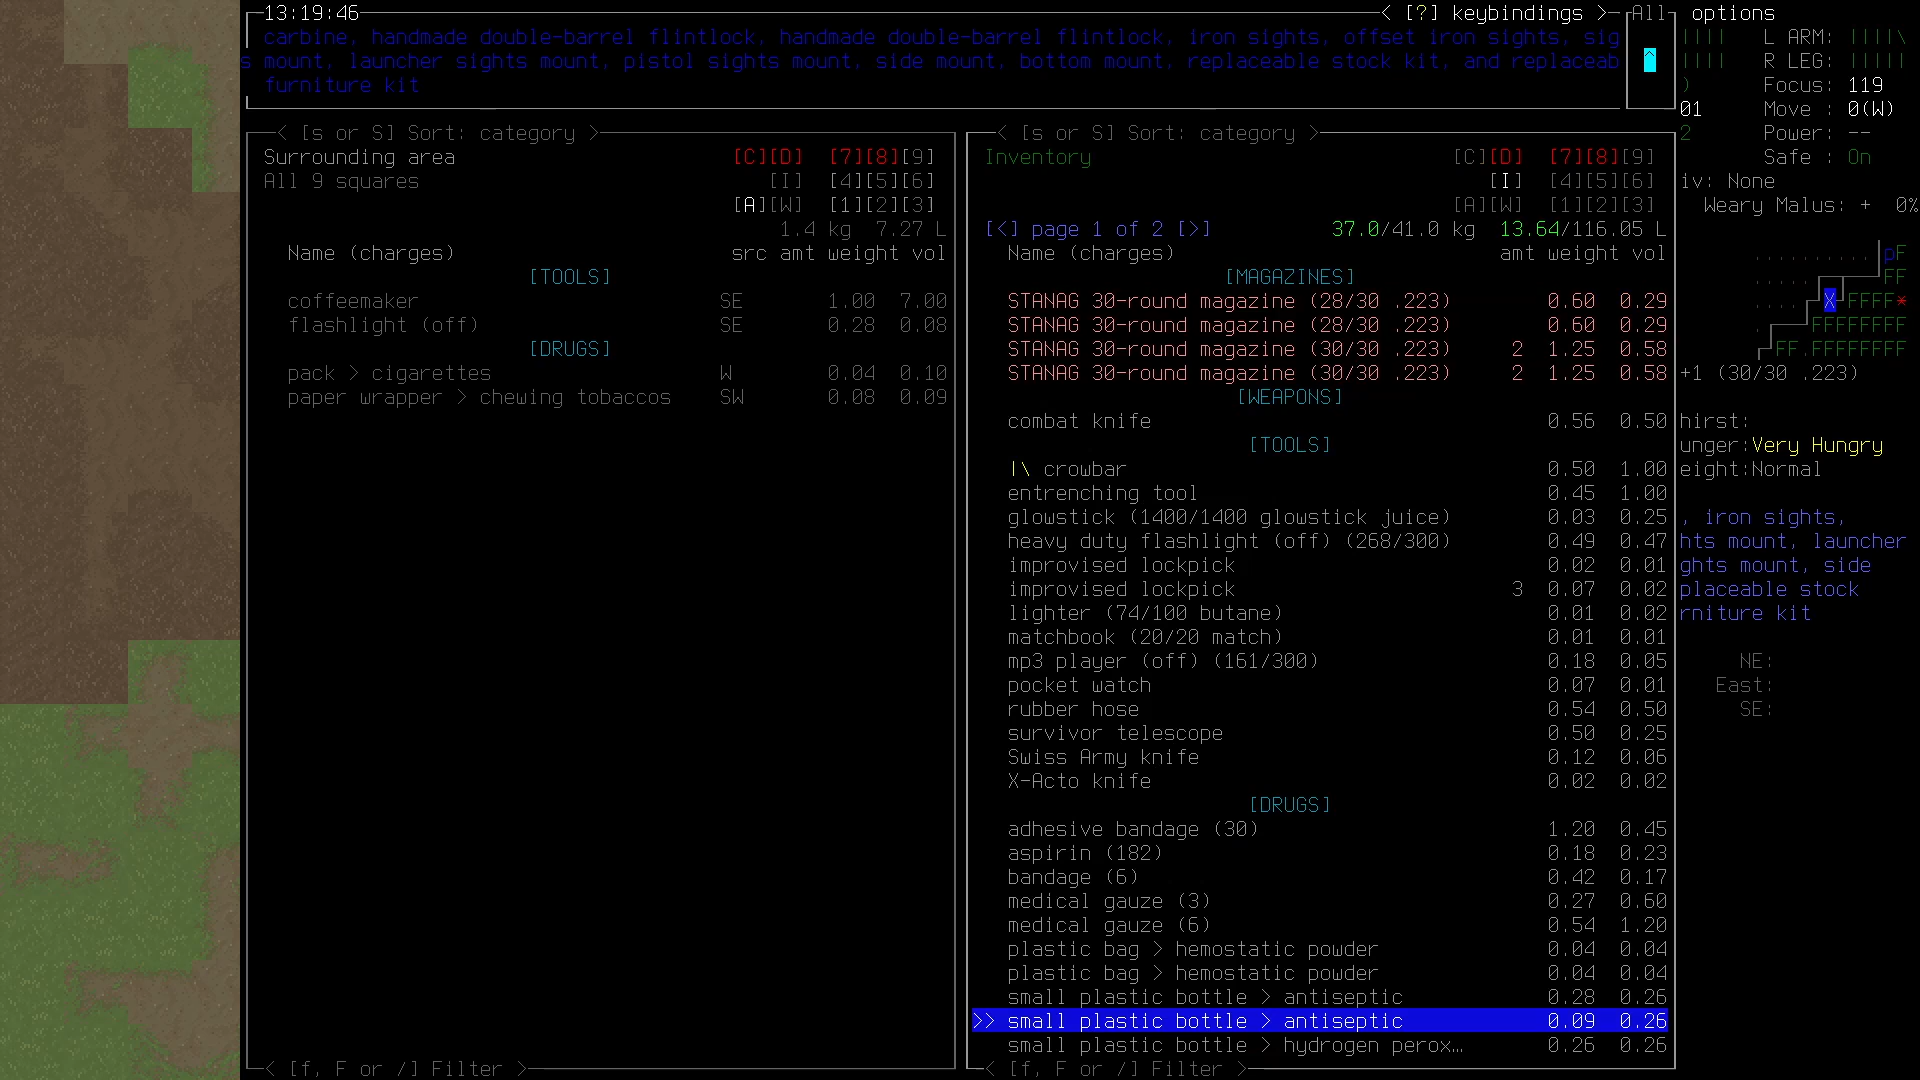 13:19:46 < [?] keybindings > All options
carbine, handmade double-barrel flintlock, handmade double-barrel flintlock, iron sights, offset iron sights, sig
s mount, launcher sights mount, pistol sights mount, side mount, bottom mount, replaceable stock kit, and replaceab
furniture kit
^
L ARM: ||||\
R LEG: |||||
) Focus: 119
01 Move : 0(W)
2 Power: --
Safe : On
iv: None
Weary Malus: + 0%
< [s or S] Sort: category >
Surrounding area [C][D] [7][8][9]
All 9 squares [I] [4][5][6]
[A][W] [1][2][3]
1.4 kg 7.27 L
Name (charges) src amt weight vol
[TOOLS]
coffeemaker SE 1.00 7.00
flashlight (off) SE 0.28 0.08
[DRUGS]
pack > cigarettes W 0.04 0.10
paper wrapper > chewing tobaccos SW 0.08 0.09
< [f, F or /] Filter >
< [s or S] Sort: category >
Inventory [C][D] [7][8][9]
[I] [4][5][6]
[A][W] [1][2][3]
[<] page 1 of 2 [>] 37.0/41.0 kg 13.64/116.05 L
Name (charges) amt weight vol
[MAGAZINES]
STANAG 30-round magazine (28/30 .223) 0.60 0.29
STANAG 30-round magazine (28/30 .223) 0.60 0.29
STANAG 30-round magazine (30/30 .223) 2 1.25 0.58
STANAG 30-round magazine (30/30 .223) 2 1.25 0.58
[WEAPONS]
combat knife 0.56 0.50
[TOOLS]
|\ crowbar 0.50 1.00
entrenching tool 0.45 1.00
glowstick (1400/1400 glowstick juice) 0.03 0.25
heavy duty flashlight (off) (268/300) 0.49 0.47
improvised lockpick 0.02 0.01
improvised lockpick 3 0.07 0.02
lighter (74/100 butane) 0.01 0.02
matchbook (20/20 match) 0.01 0.01
mp3 player (off) (161/300) 0.18 0.05
pocket watch 0.07 0.01
rubber hose 0.54 0.50
survivor telescope 0.50 0.25
Swiss Army knife 0.12 0.06
X-Acto knife 0.02 0.02
[DRUGS]
adhesive bandage (30) 1.20 0.45
aspirin (182) 0.18 0.23
bandage (6) 0.42 0.17
medical gauze (3) 0.27 0.60
medical gauze (6) 0.54 1.20
plastic bag > hemostatic powder 0.04 0.04
plastic bag > hemostatic powder 0.04 0.04
small plastic bottle > antiseptic 0.28 0.26
>> small plastic bottle > antiseptic 0.09 0.26
small plastic bottle > hydrogen perox… 0.26 0.26
< [f, F or /] Filter >
..........|pF
FF
X FFFF*
FFFFFFFF
FF.FFFFFFFF
+1 (30/30 .223)
hirst:
unger:Very Hungry
eight:Normal
, iron sights,
hts mount, launcher
ghts mount, side
placeable stock
rniture kit
NE:
East:
SE: